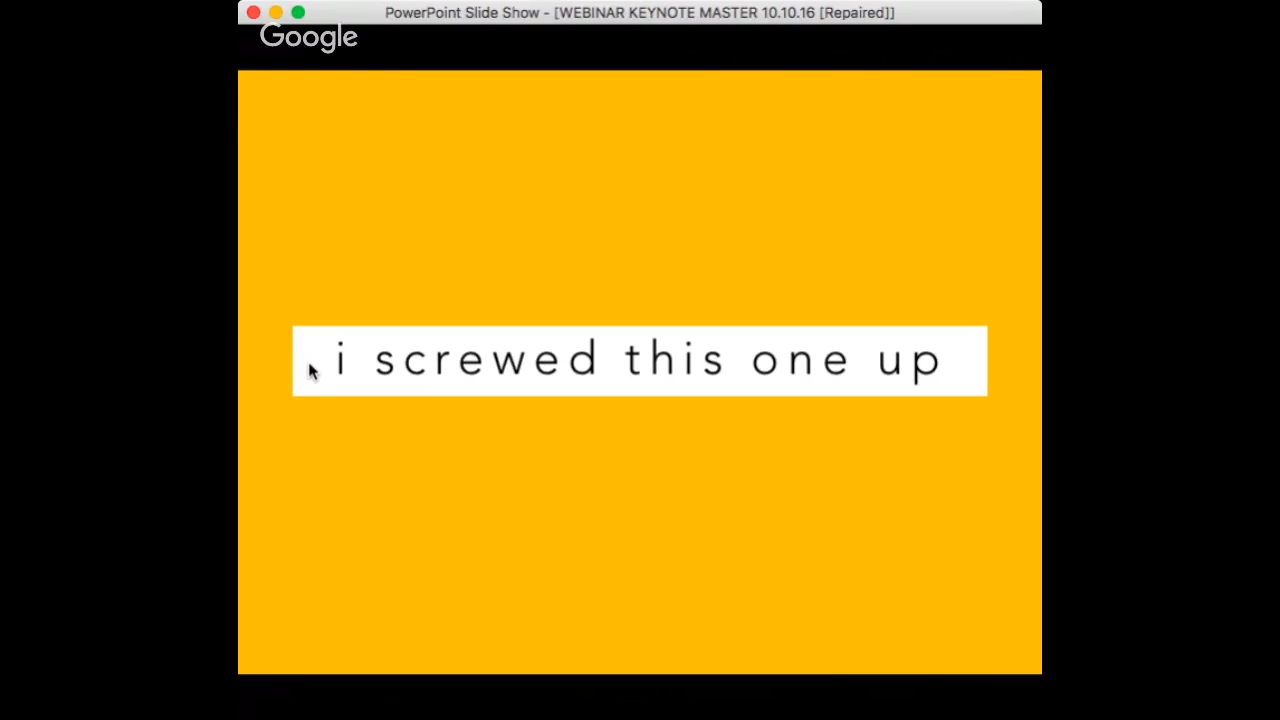 PowerPoint Slide Show - [WEBINAR KEYNOTE MASTER 10.10.16 [Repaired]]
Google
i screwed this one up